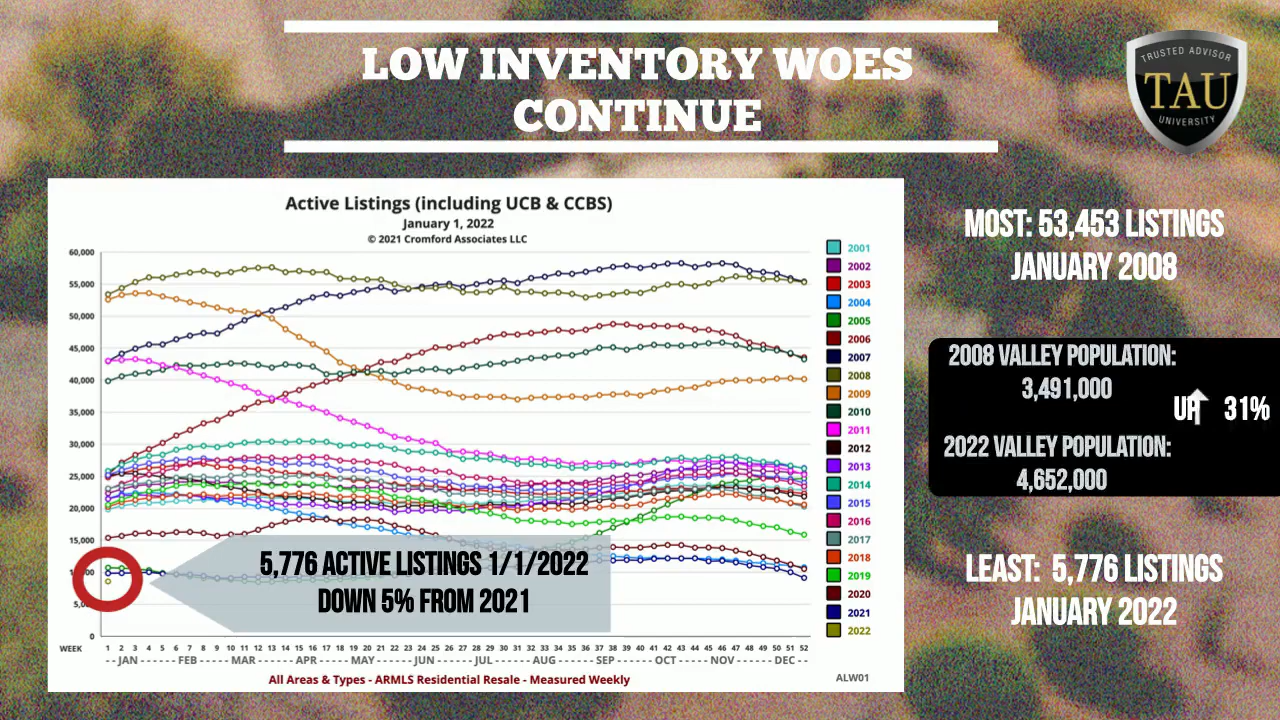 LOW INVENTORY WOES
CONTINUE
TRUSTED ADVISOR
TAU
UNIVERSITY
Active Listings (including UCB & CCBS)
January 1, 2022
© 2021 Cromford Associates LLC
60,000
55,000
50,000
45,000
40,000
35,000
30,000
25,000
20,000
15,000
0
2001
2002
2003
2004
2005
2006
2007
2008
2009
2010
2011
2012
2013
2014
2015
2016
2017
2018
2019
2020
2021
2022
5,776 ACTIVE LISTINGS 1/1/2022
DOWN 5% FROM 2021
WEEK 1 2 3 4 5 6 7 8 9 10 11 12 13 14 15 16 17 18 19 20 21 22 23 24 25 26 27 28 29 30 31 32 33 34 35 36 37 38 39 40 41 42 43 44 45 46 47 48 49 50 51 52
- - JAN - - - - - - FEB - - - - - - MAR - - - - - - APR - - - - - - MAY - - - - - - JUN - - - - - - JUL - - - - - - AUG - - - - - - SEP - - - - - - OCT - - - - - - NOV - - - - - - DEC - -
All Areas & Types - ARMLS Residential Resale - Measured Weekly
ALW01
MOST: 53,453 LISTINGS
JANUARY 2008
2008 VALLEY POPULATION:
3,491,000
UP 31%
2022 VALLEY POPULATION:
4,652,000
LEAST: 5,776 LISTINGS
JANUARY 2022